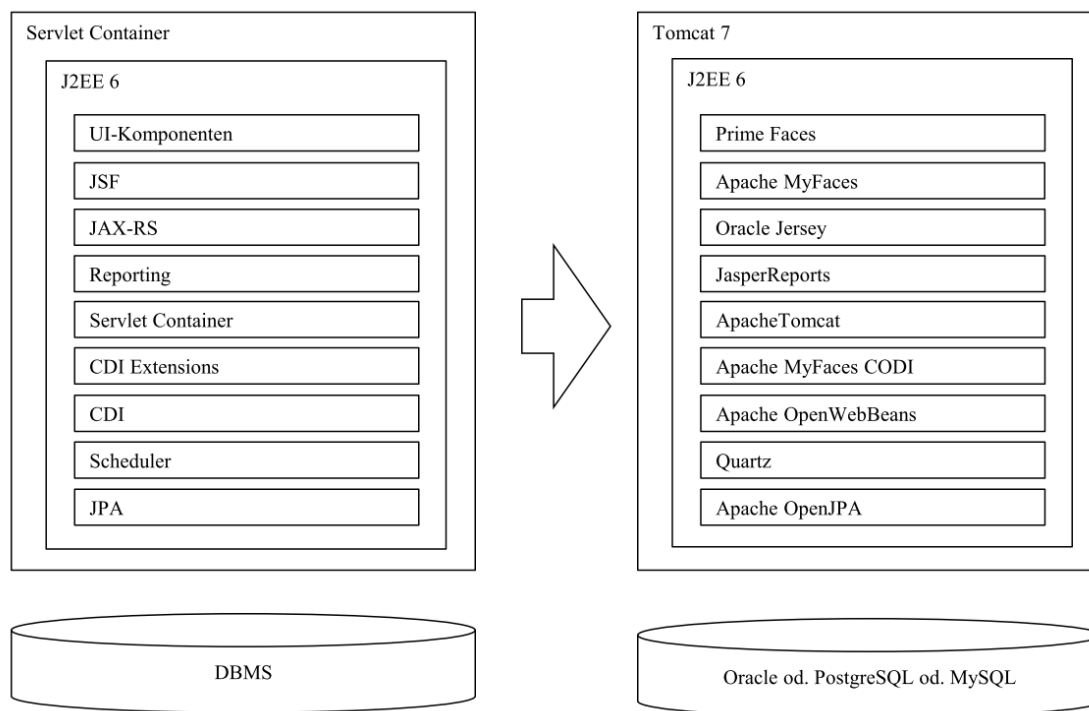 Servlet Container
J2EE 6
UI-Komponenten
JSF
JAX-RS
Reporting
Servlet Container
CDI Extensions
CDI
Scheduler
JPA
DBMS
Tomcat 7
J2EE 6
Prime Faces
Apache MyFaces
Oracle Jersey
JasperReports
ApacheTomcat
Apache MyFaces CODI
Apache OpenWebBeans
Quartz
Apache OpenJPA
Oracle od. PostgreSQL od. MySQL